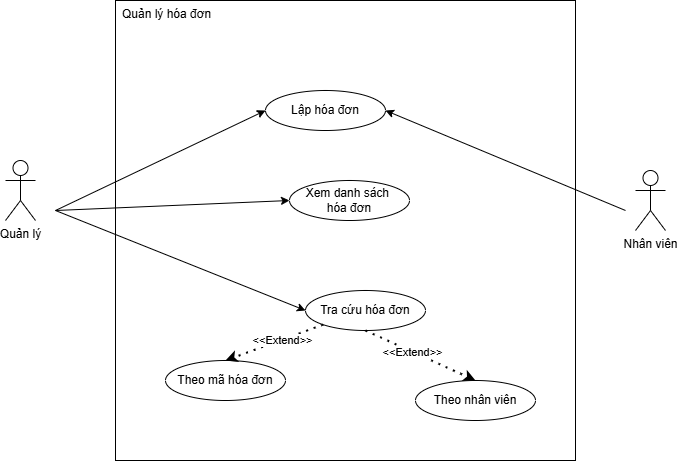 Quản lý hóa đơn
Lập hóa đơn
Xem danh sách
hóa đơn
Quản lý
Nhân viên
Tra cứu hóa đơn
<<Extend>>
<<Extend>>
Theo mã hóa đơn
Theo nhân viên